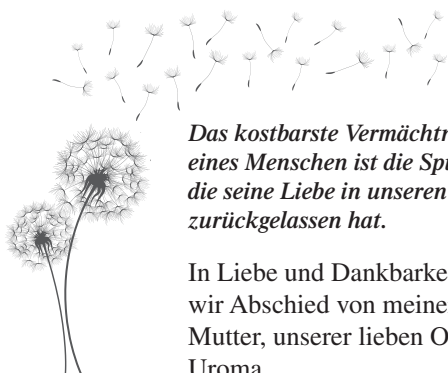 Das kostbarste
eines Menschen ist die
die seine Liebe in unseren
zurückgelassen hat.
In Liebe und
wir Abschied von
Mutter, unserer lieben
Uroma